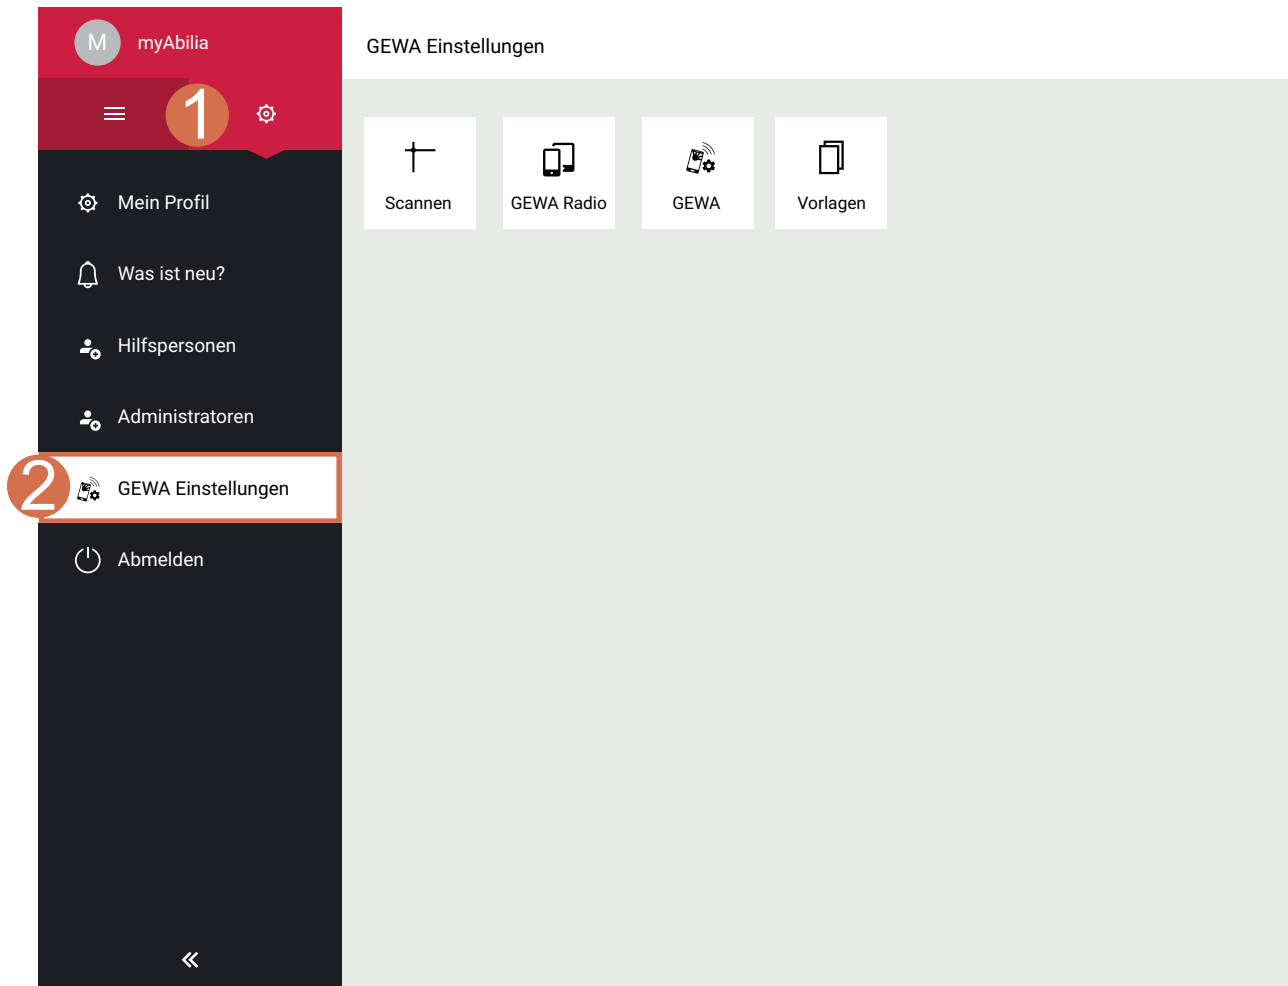 M myAbilia
GEWA Einstellungen
1
Scannen
GEWA Radio
GEWA
Vorlagen
Mein Profil
Was ist neu?
Hilfspersonen
Administratoren
2
GEWA Einstellungen
Abmelden